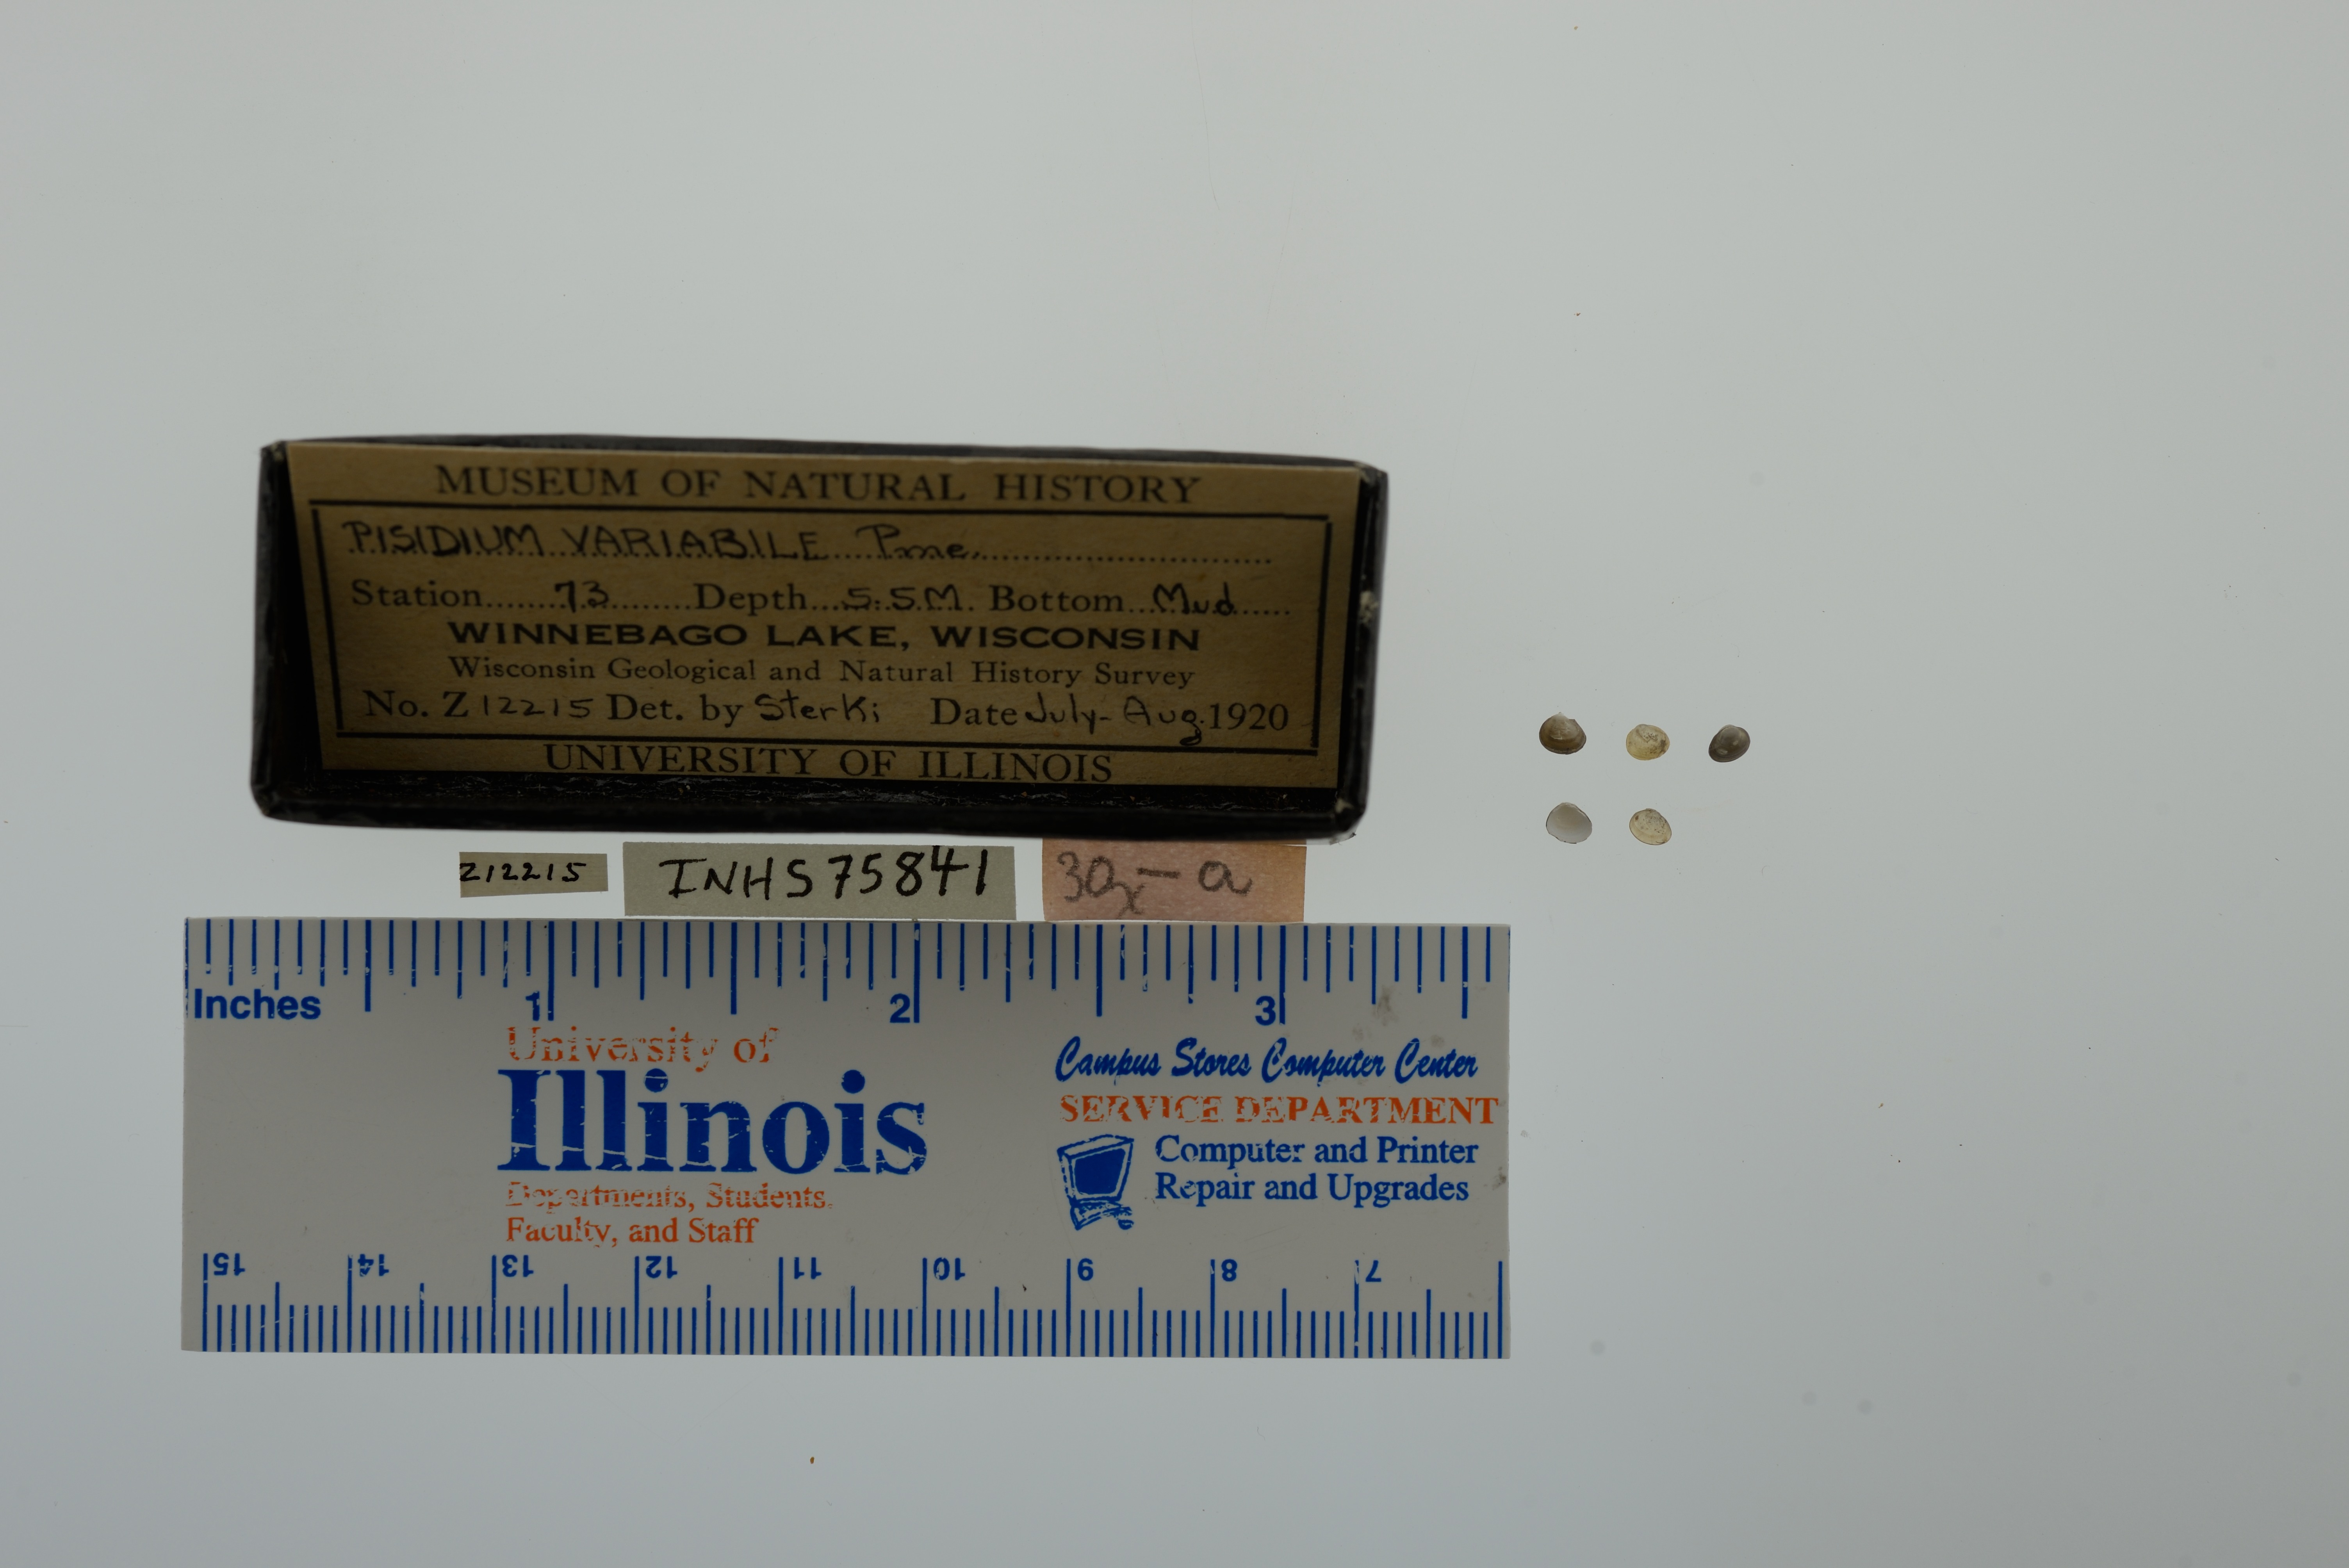 MUSEUM OF NATURAL HISTORY
PISIDIUM VARIABILE Pme.
Station 73 Depth 5.5M. Bottom Mud
WINNEBAGO LAKE, WISCONSIN
Wisconsin Geological and Natural History Survey
No. Z 12215 Det. by Sterki Date July-Aug. 1920
UNIVERSITY OF ILLINOIS
Z12215
INHS75841
Inches 1 2 3
University of
Illinois
Departments, Students,
Faculty, and Staff
Campus Stores Computer Center
SERVICE DEPARTMENT
Computer and Printer
Repair and Upgrades
15 14 13 12 11 10 9 8 7